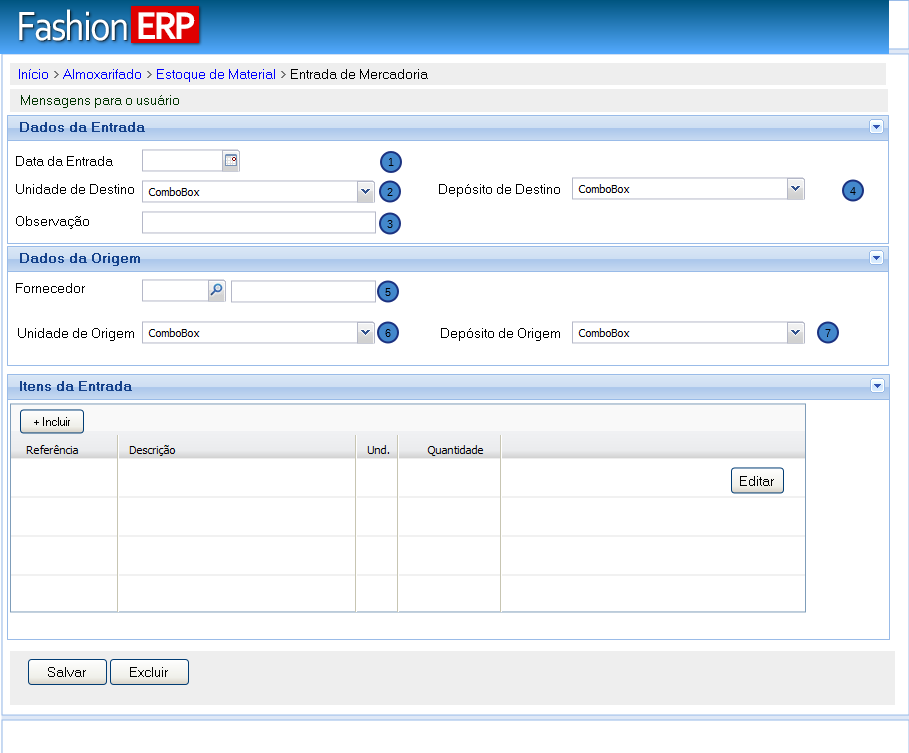 Fashion ERP
Início > Almoxarifado > Estoque de Material > Entrada de Mercadoria
Mensagens para o usuário
Dados da Entrada
Data da Entrada 1
Unidade de Destino ComboBox 2 Depósito de Destino ComboBox 4
Observação 3
Dados da Origem
Fornecedor 5
Unidade de Origem ComboBox 6 Depósito de Origem ComboBox 7
Itens da Entrada
+ Incluir
Referência Descrição Und. Quantidade
Editar
Salvar Excluir